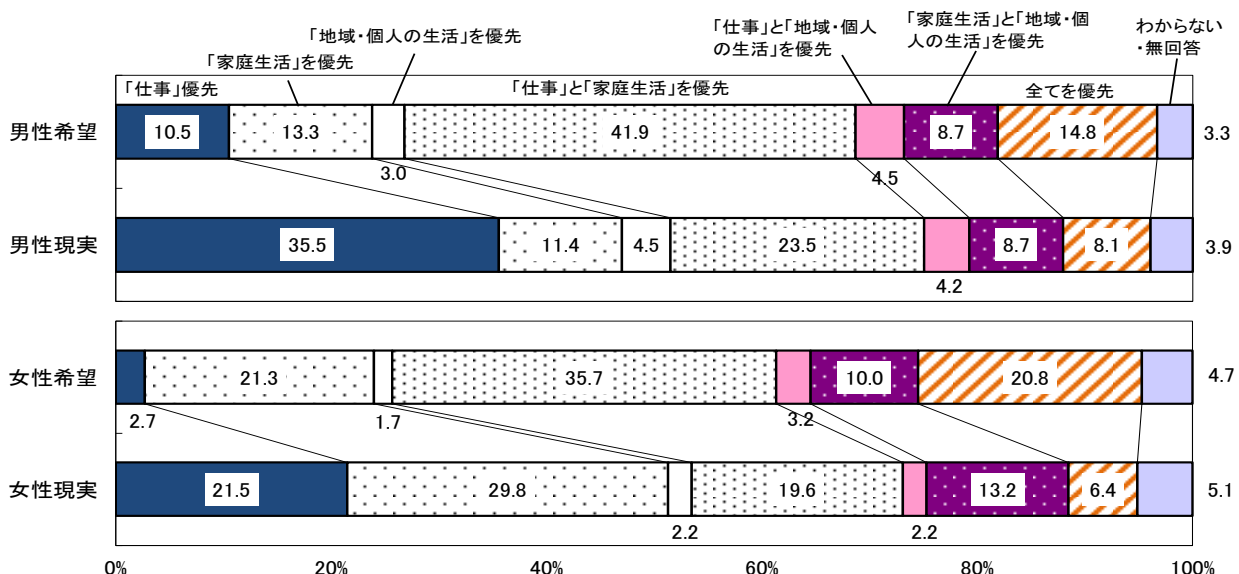 「地域・個人の生活」を優先
「家庭生活」を優先
「仕事」と「地域・個人
の生活」を優先
「家庭生活」と「地域・個
人の生活」を優先
わからない
・無回答
「仕事」優先
「仕事」と「家庭生活」を優先
全てを優先
男性希望
10.5
13.3
3.0
41.9
4.5
8.7
14.8
3.3
男性現実
35.5
11.4
4.5
23.5
4.2
8.7
8.1
3.9
女性希望
2.7
21.3
1.7
35.7
3.2
10.0
20.8
4.7
女性現実
21.5
29.8
2.2
19.6
2.2
13.2
6.4
5.1
0%
20%
40%
60%
80%
100%